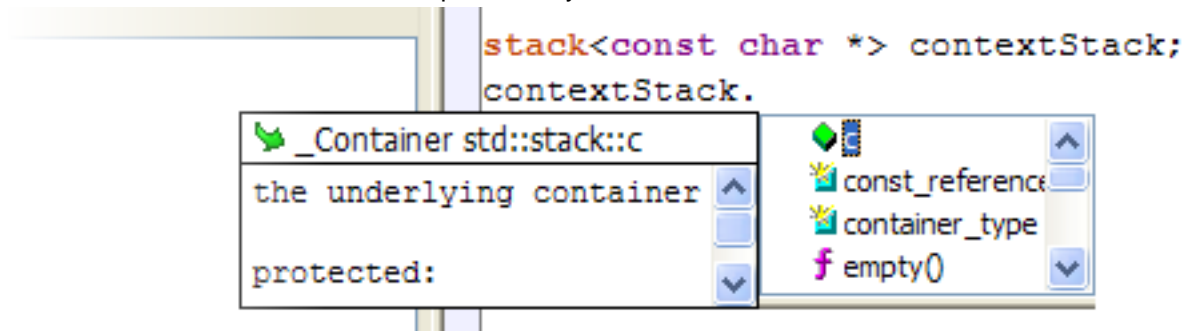 stack<const char *> contextStack;
contextStack.
_Container std::stack::c
the underlying container
protected:
c
const_reference
container_type
empty()